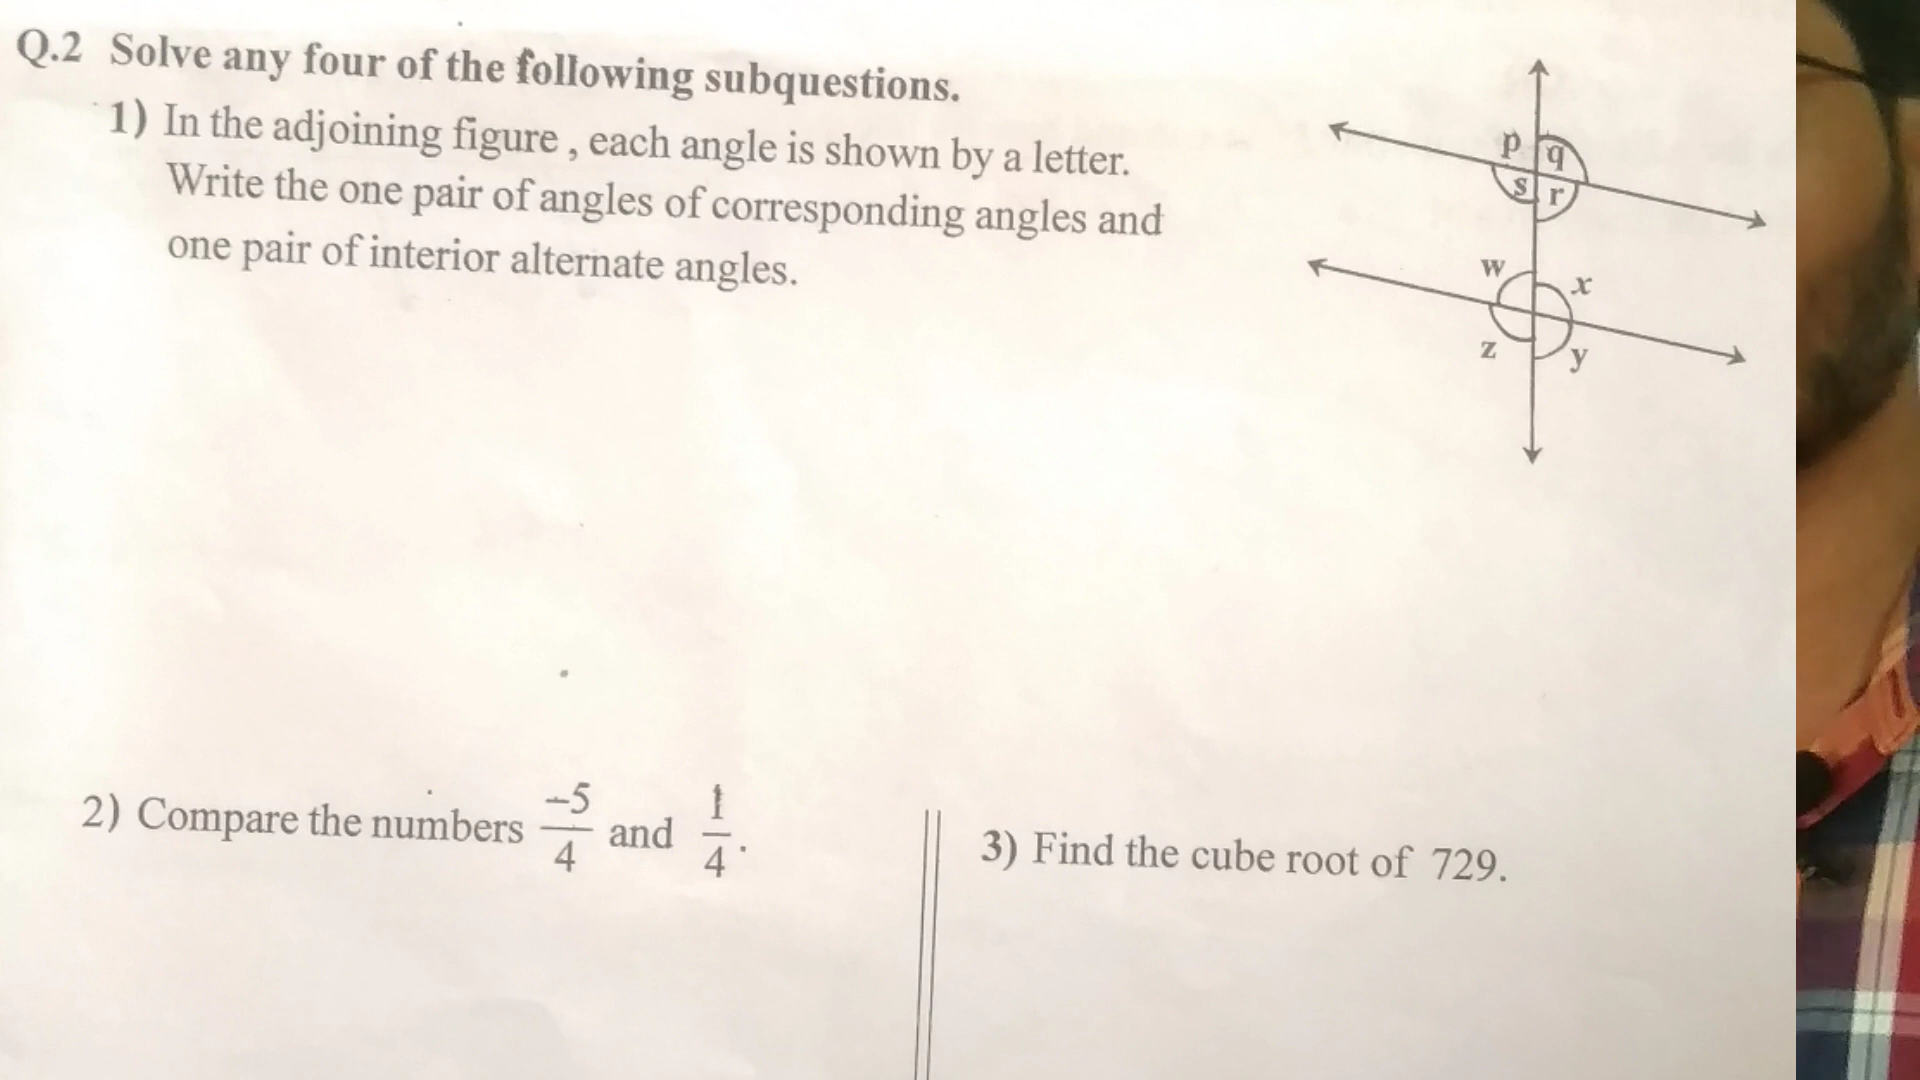 Q.2 Solve any four of the following subquestions.
1) In the adjoining figure , each angle is shown by a letter.
Write the one pair of angles of corresponding angles and
one pair of interior alternate angles.
p q
s r
w x
z y
2) Compare the numbers -5/4 and 1/4.
3) Find the cube root of 729.